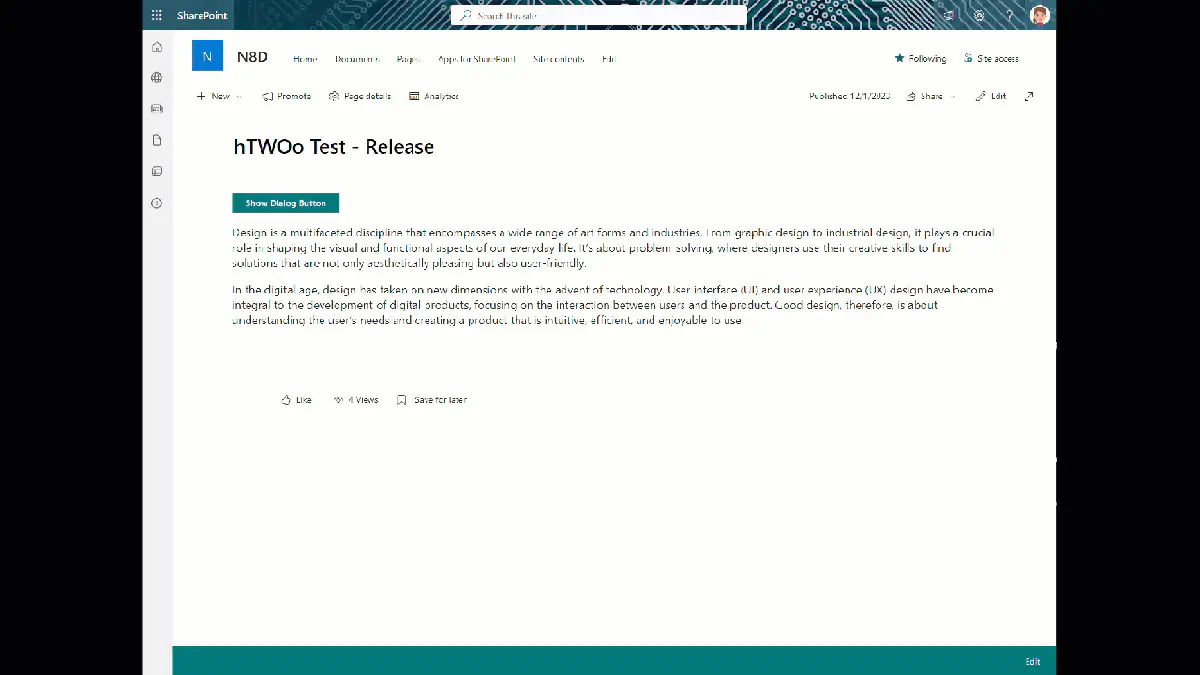 SharePoint
Search this site
N
N8D
Home Documents Pages Apps for SharePoint Site contents Edit
Following Site access
New Promote Page details Analytics
Published 12/1/2023 Share Edit
hTWOo Test - Release
Show Dialog Button
Design is a multifaceted discipline that encompasses a wide range of art forms and industries. From graphic design to industrial design, it plays a crucial
role in shaping the visual and functional aspects of our everyday life. It's about problem-solving, where designers use their creative skills to find
solutions that are not only aesthetically pleasing but also user-friendly.
In the digital age, design has taken on new dimensions with the advent of technology. User interface (UI) and user experience (UX) design have become
integral to the development of digital products, focusing on the interaction between users and the product. Good design, therefore, is about
understanding the user's needs and creating a product that is intuitive, efficient, and enjoyable to use.
Like 4 Views Save for later
Edit